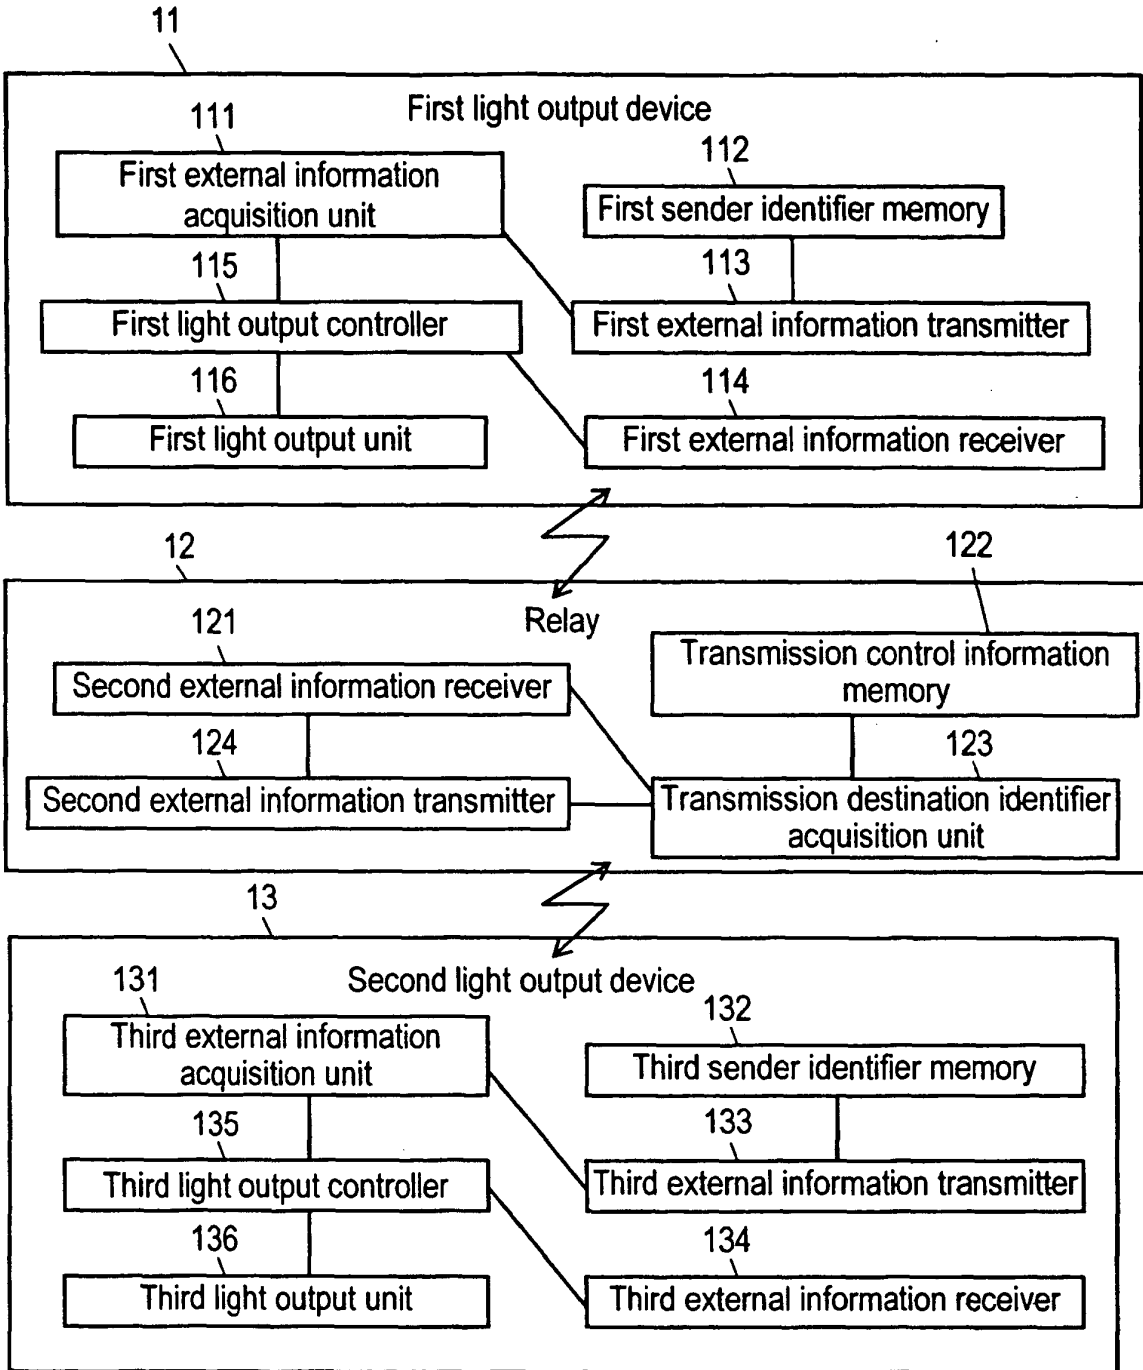 11
First light output device
111
First external information
acquisition unit
112
First sender identifier memory
115
First light output controller
113
First external information transmitter
116
First light output unit
114
First external information receiver
12
Relay
121
Second external information receiver
122
Transmission control information
memory
124
Second external information transmitter
123
Transmission destination identifier
acquisition unit
13
Second light output device
131
Third external information
acquisition unit
132
Third sender identifier memory
135
Third light output controller
133
Third external information transmitter
136
Third light output unit
134
Third external information receiver